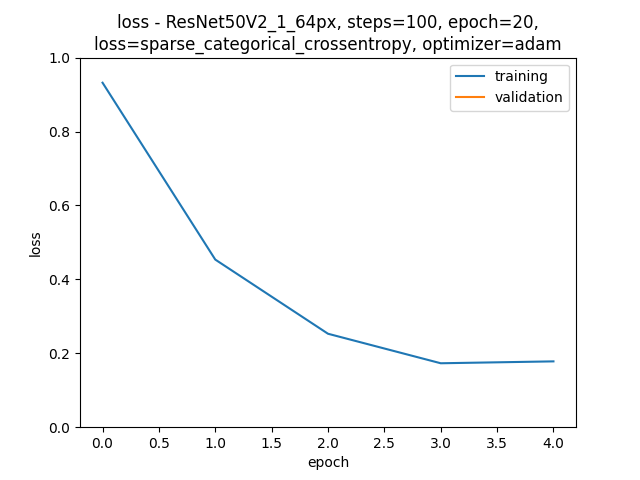 loss - ResNet50V2_1_64px, steps=100, epoch=20,
loss=sparse_categorical_crossentropy, optimizer=adam
training
validation
1.0
0.8
0.6
0.4
0.2
0.0
loss
0.0 0.5 1.0 1.5 2.0 2.5 3.0 3.5 4.0
epoch